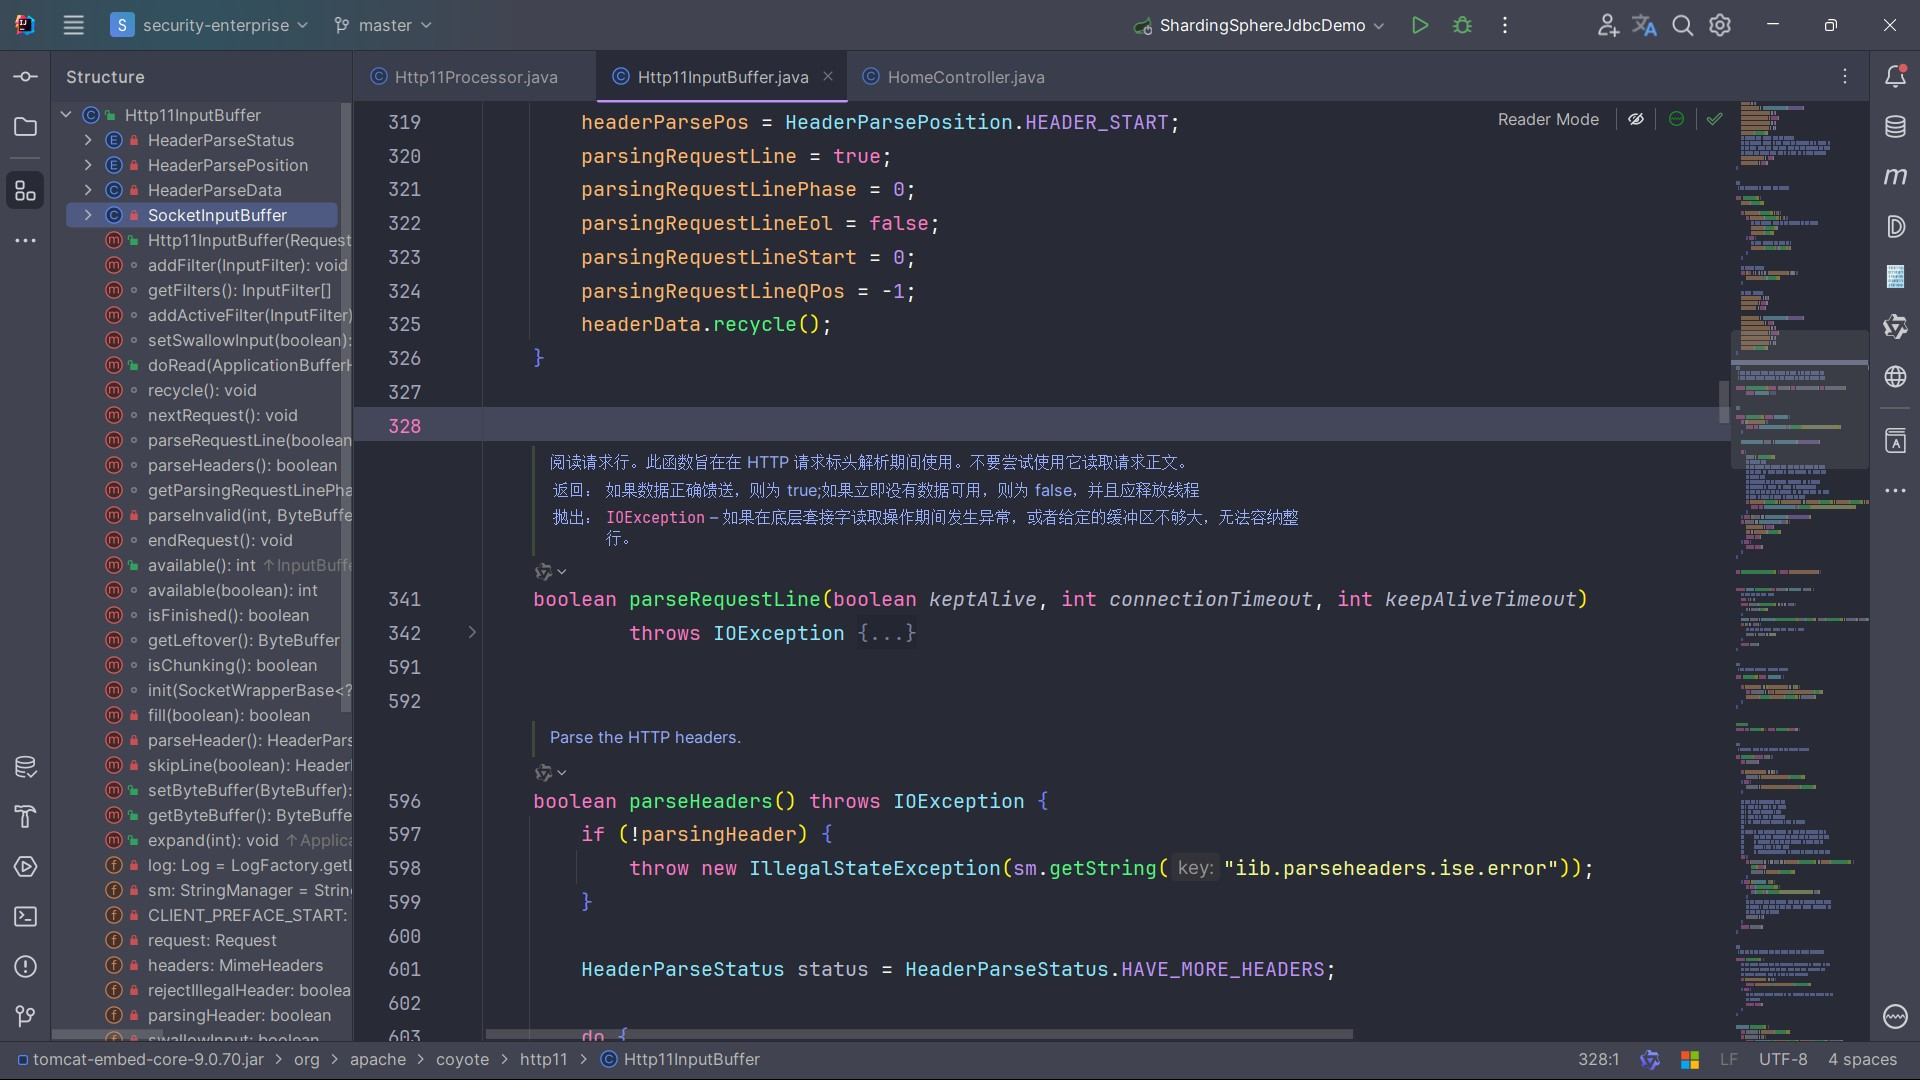 S security-enterprise master ShardingSphereJdbcDemo
Structure
Http11Processor.java Http11InputBuffer.java HomeController.java
Http11InputBuffer
HeaderParseStatus
HeaderParsePosition
HeaderParseData
SocketInputBuffer
Http11InputBuffer(Request
addFilter(InputFilter): void
getFilters(): InputFilter[]
addActiveFilter(InputFilter)
setSwallowInput(boolean):
doRead(ApplicationBufferH
recycle(): void
nextRequest(): void
parseRequestLine(boolean
parseHeaders(): boolean
getParsingRequestLinePha
parseInvalid(int, ByteBuffe
endRequest(): void
available(): int ↑InputBuffe
available(boolean): int
isFinished(): boolean
getLeftover(): ByteBuffer
isChunking(): boolean
init(SocketWrapperBase<?
fill(boolean): boolean
parseHeader(): HeaderPars
skipLine(boolean): Header
setByteBuffer(ByteBuffer):
getByteBuffer(): ByteBuffe
expand(int): void ↑Applica
log: Log = LogFactory.getL
sm: StringManager = String
CLIENT_PREFACE_START:
request: Request
headers: MimeHeaders
rejectIllegalHeader: boolea
parsingHeader: boolean
swallowInput: boolean
Reader Mode
319 headerParsePos = HeaderParsePosition.HEADER_START;
320 parsingRequestLine = true;
321 parsingRequestLinePhase = 0;
322 parsingRequestLineEol = false;
323 parsingRequestLineStart = 0;
324 parsingRequestLineQPos = -1;
325 headerData.recycle();
326 }
327
328
阅读请求行。此函数旨在在 HTTP 请求标头解析期间使用。不要尝试使用它读取请求正文。
返回： 如果数据正确馈送，则为 true;如果立即没有数据可用，则为 false，并且应释放线程
抛出： IOException – 如果在底层套接字读取操作期间发生异常，或者给定的缓冲区不够大，无法容纳整
行。
341 boolean parseRequestLine(boolean keptAlive, int connectionTimeout, int keepAliveTimeout)
342 throws IOException {...}
591
592
Parse the HTTP headers.
596 boolean parseHeaders() throws IOException {
597 if (!parsingHeader) {
598 throw new IllegalStateException(sm.getString( key: "iib.parseheaders.ise.error"));
599 }
600
601 HeaderParseStatus status = HeaderParseStatus.HAVE_MORE_HEADERS;
602
603 do {
tomcat-embed-core-9.0.70.jar > org > apache > coyote > http11 > Http11InputBuffer
328:1 LF UTF-8 4 spaces